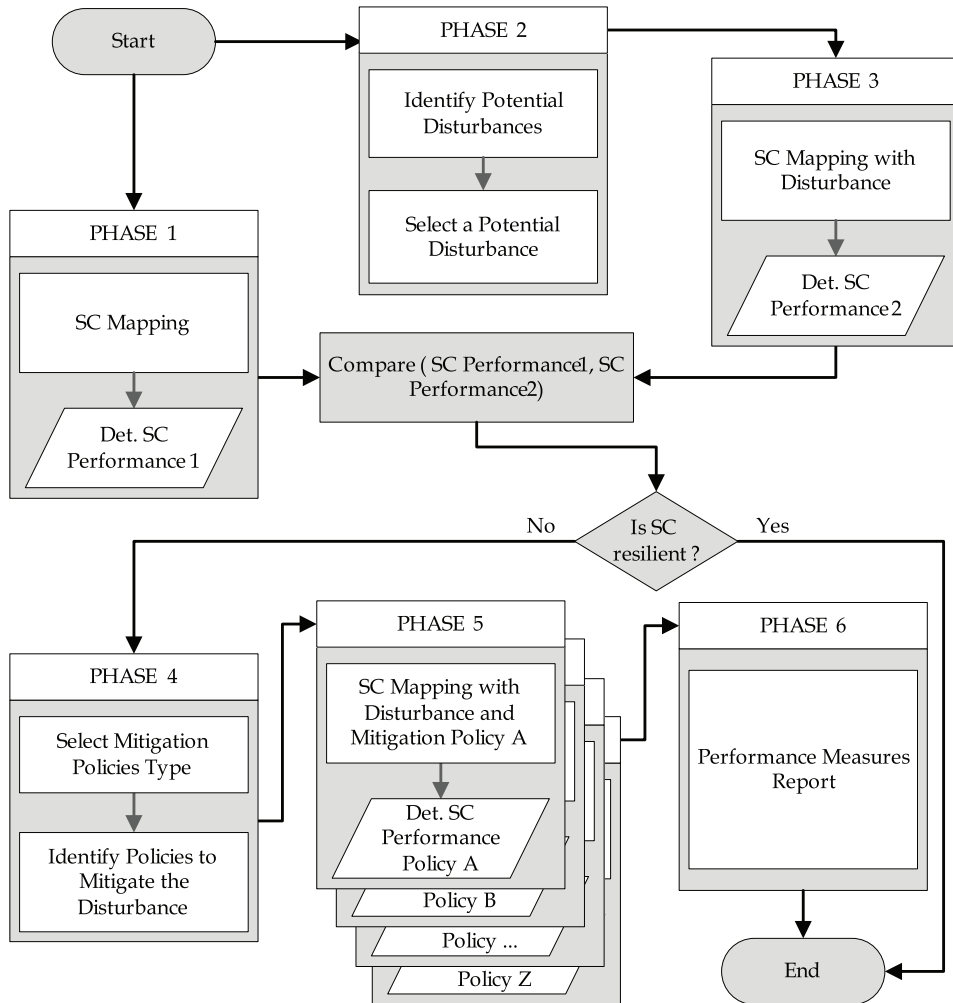 Start
PHASE 2
Identify Potential
Disturbances
Select a Potential
Disturbance
PHASE 3
SC Mapping with
Disturbance
Det. SC
Performance 2
PHASE 1
SC Mapping
Det. SC
Performance 1
Compare ( SC Performance1, SC
Performance2)
Is SC
resilient ?
No
Yes
PHASE 4
Select Mitigation
Policies Type
Identify Policies to
Mitigate the
Disturbance
PHASE 5
SC Mapping with
Disturbance and
Mitigation Policy A
Det. SC
Performance
Policy A
Policy B
Policy ...
Policy Z
PHASE 6
Performance Measures
Report
End